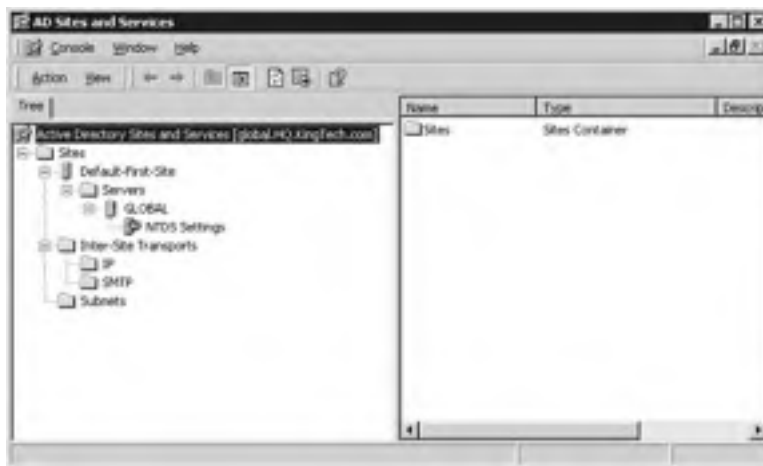 AD Sites and Services
Console Window Help
Action View
Tree
Name Type Descrip
Active Directory Sites and Services [global.HQ.KingTech.com]
Sites
Default-First-Site
Servers
GLOBAL
NTDS Settings
Inter-Site Transports
IP
SMTP
Subnets
Sites Sites Container